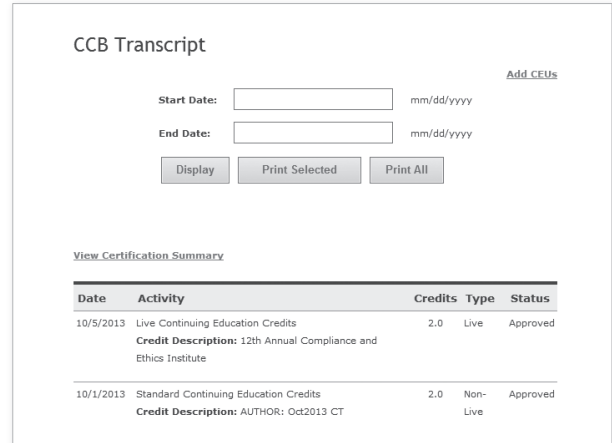 CCB Transcript
Add CEUs
Start Date: mm/dd/yyyy
End Date: mm/dd/yyyy
Display Print Selected Print All
View Certification Summary
Date Activity Credits Type Status
10/5/2013 Live Continuing Education Credits 2.0 Live Approved
Credit Description: 12th Annual Compliance and
Ethics Institute
10/1/2013 Standard Continuing Education Credits 2.0 Non- Approved
Credit Description: AUTHOR: Oct2013 CT Live